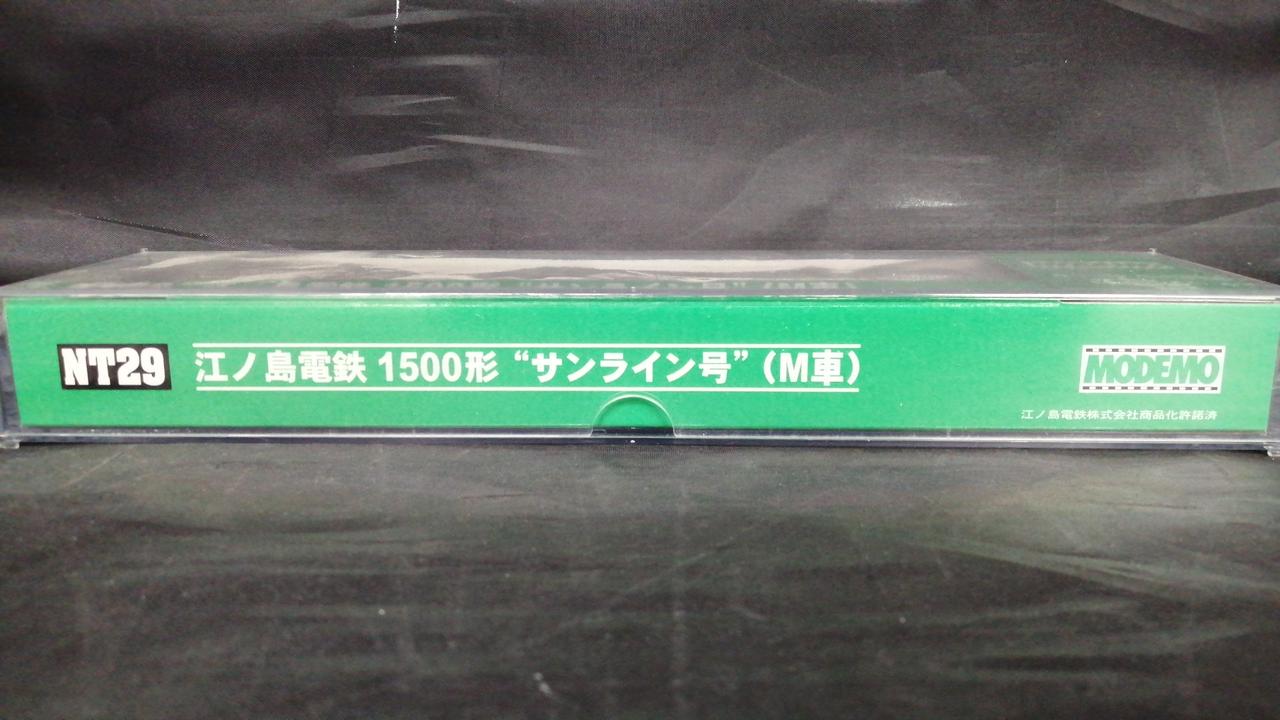 NT29 江ノ島電鉄 1500形 “サンライン号”（M車）
MODEMO
江ノ島電鉄株式会社商品化許諾済